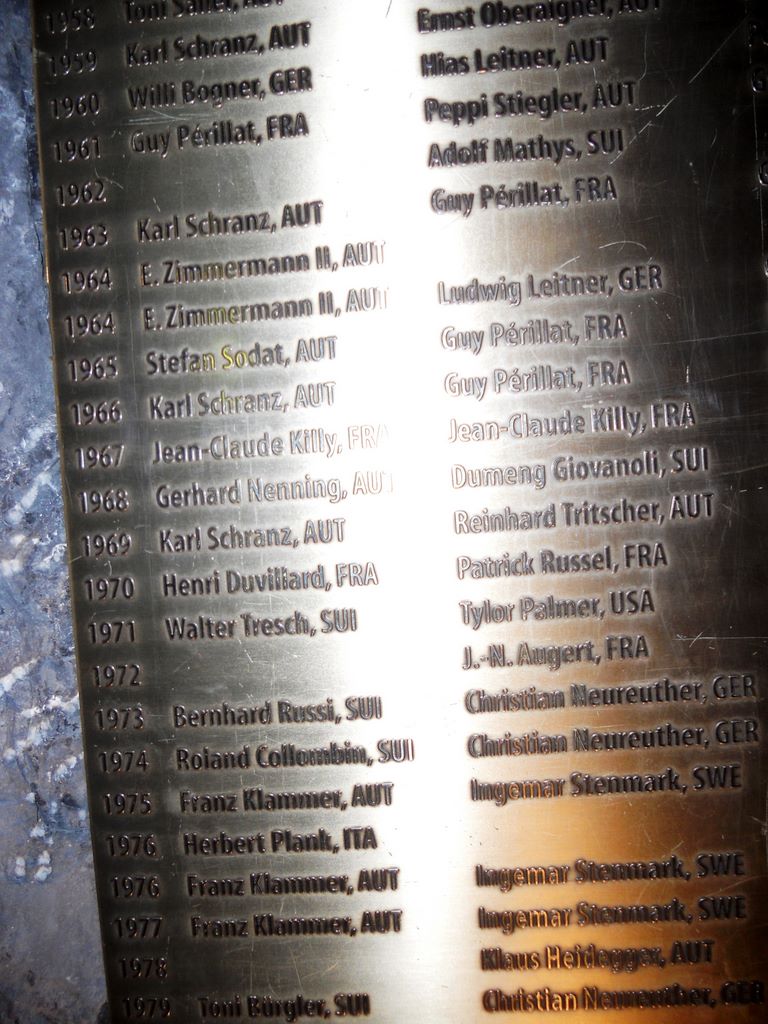 1958 Toni Sailer, AUT
1959 Karl Schranz, AUT Ernst Oberaigner, AUT
1960 Willi Bogner, GER Hias Leitner, AUT
1961 Guy Périllat, FRA Peppi Stiegler, AUT
1962 Adolf Mathys, SUI
1963 Karl Schranz, AUT Guy Périllat, FRA
1964 E. Zimmermann II, AUT
1964 E. Zimmermann II, AUT Ludwig Leitner, GER
1965 Stefan Sodat, AUT Guy Périllat, FRA
1966 Karl Schranz, AUT Guy Périllat, FRA
1967 Jean-Claude Killy, FRA Jean-Claude Killy, FRA
1968 Gerhard Nenning, AUT Dumeng Giovanoli, SUI
1969 Karl Schranz, AUT Reinhard Tritscher, AUT
1970 Henri Duvillard, FRA Patrick Russel, FRA
1971 Walter Tresch, SUI Tylor Palmer, USA
1972 J.-N. Augert, FRA
1973 Bernhard Russi, SUI Christian Neureuther, GER
1974 Roland Collombin, SUI Christian Neureuther, GER
1975 Franz Klammer, AUT Ingemar Stenmark, SWE
1976 Herbert Plank, ITA
1976 Franz Klammer, AUT Ingemar Stenmark, SWE
1977 Franz Klammer, AUT Ingemar Stenmark, SWE
1978 Klaus Heidegger, AUT
1979 Toni Bürgler, SUI Christian Neureuther, GER